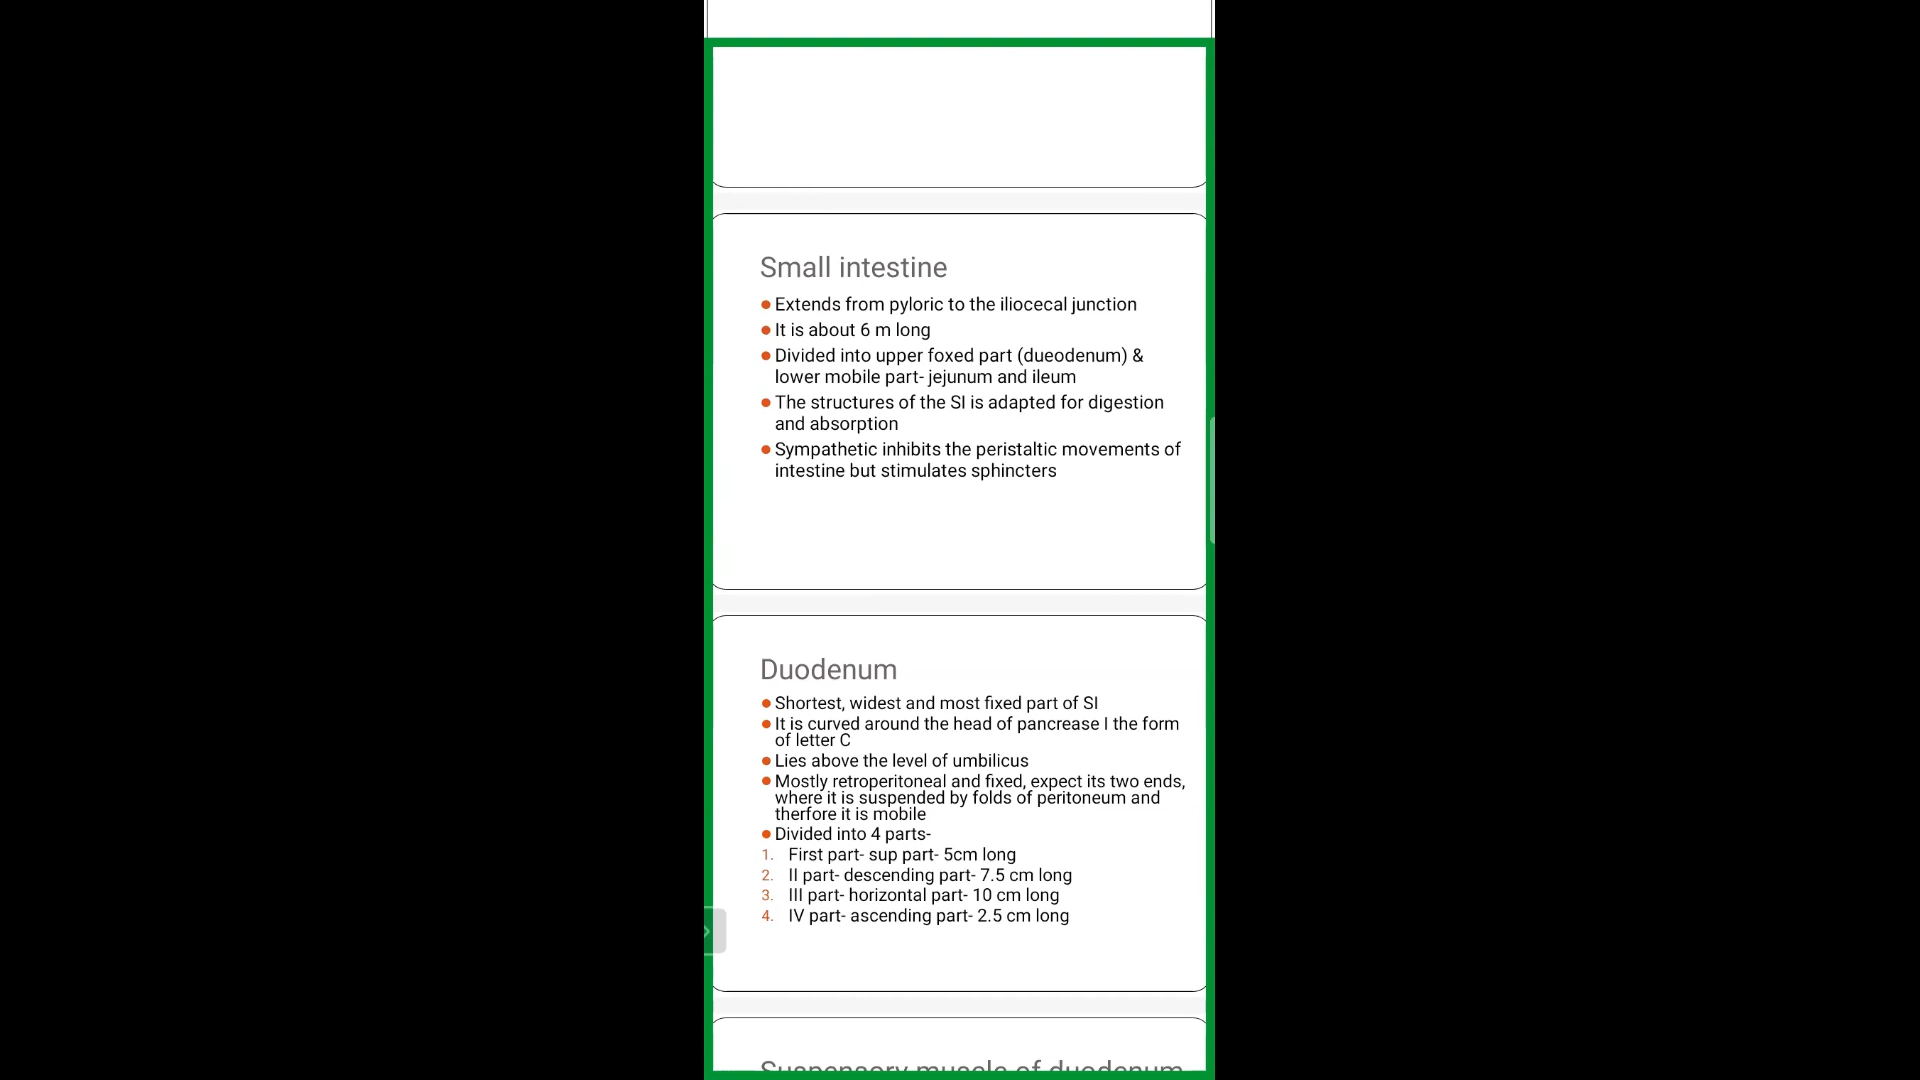 Small intestine
● Extends from pyloric to the iliocecal junction
● It is about 6 m long
● Divided into upper foxed part (dueodenum) &
lower mobile part- jejunum and ileum
● The structures of the SI is adapted for digestion
and absorption
● Sympathetic inhibits the peristaltic movements of
intestine but stimulates sphincters
Duodenum
● Shortest, widest and most fixed part of SI
● It is curved around the head of pancrease I the form
of letter C
● Lies above the level of umbilicus
● Mostly retroperitoneal and fixed, expect its two ends,
where it is suspended by folds of peritoneum and
therfore it is mobile
● Divided into 4 parts-
1. First part- sup part- 5cm long
2. II part- descending part- 7.5 cm long
3. III part- horizontal part- 10 cm long
4. IV part- ascending part- 2.5 cm long
Suspensory muscle of duodenum